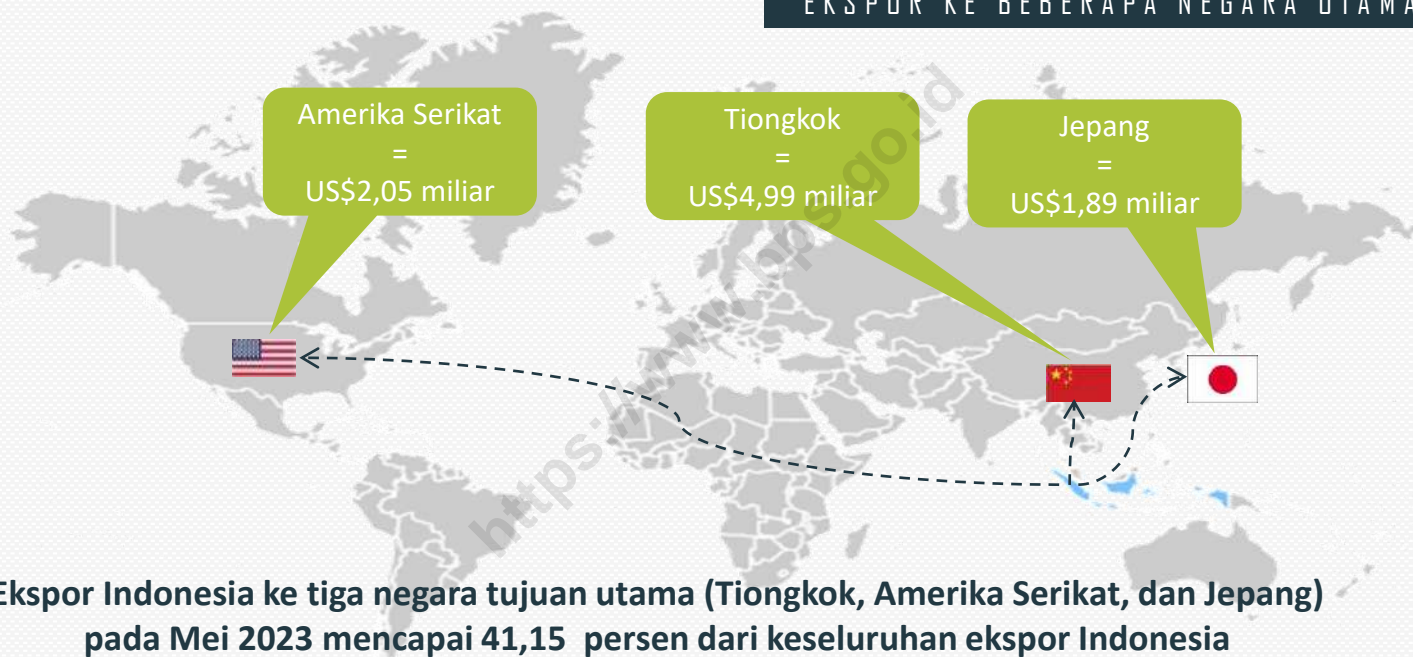 EKSPOR KE BEBERAPA NEGARA UTAMA
Amerika Serikat
=
US$2,05 miliar
Tiongkok
=
US$4,99 miliar
Jepang
=
US$1,89 miliar
https://www.bps.go.id
Ekspor Indonesia ke tiga negara tujuan utama (Tiongkok, Amerika Serikat, dan Jepang)
pada Mei 2023 mencapai 41,15 persen dari keseluruhan ekspor Indonesia